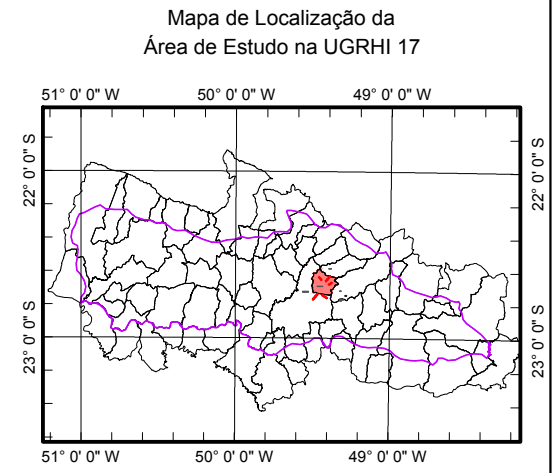 Mapa de Localização da
Área de Estudo na UGRHI 17
51° 0' 0" W 50° 0' 0" W 49° 0' 0" W
22° 0' 0" S
22° 0' 0" S
23° 0' 0" S
23° 0' 0" S
51° 0' 0" W 50° 0' 0" W 49° 0' 0" W